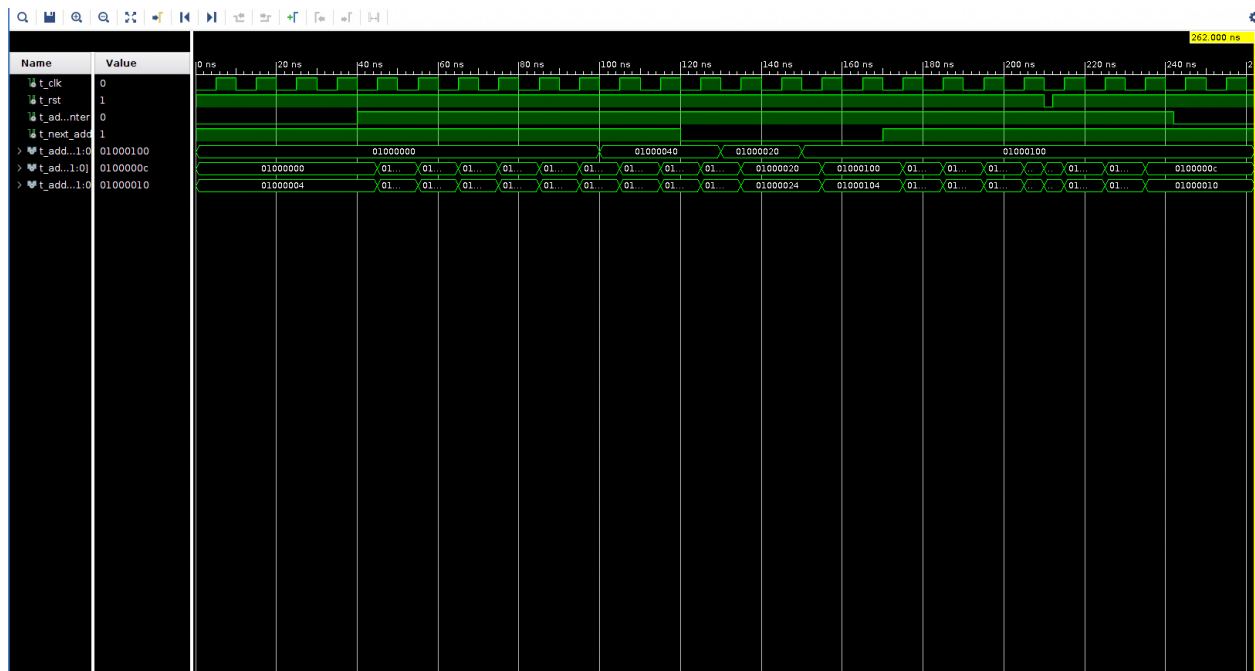 262.000 ns
Name Value
0 ns 20 ns 40 ns 60 ns 80 ns 100 ns 120 ns 140 ns 160 ns 180 ns 200 ns 220 ns 240 ns 2
t_clk 0
t_rst 1
t_ad...nter 0
t_next_add 1
t_add...1:0] 01000100 01000000 01000040 01000020 01000100
t_ad...1:0] 0100000c 01000000 01... 01... 01... 01... 01... 01... 01... 01... 01... 01000020 01000100 01... 01... 01... .. .. 01... 01... 0100000c
t_add...1:0] 01000010 01000004 01... 01... 01... 01... 01... 01... 01... 01... 01... 01000024 01000104 01... 01... 01... .. .. 01... 01... 01000010